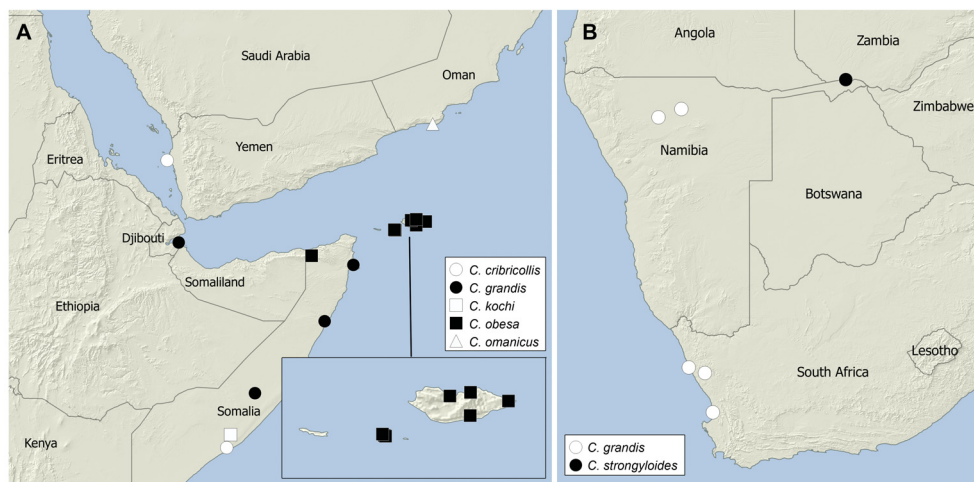 A
Saudi Arabia
Oman
Yemen
Eritrea
Djibouti
Somaliland
Ethiopia
Somalia
Kenya
C. cribricollis
C. grandis
C. kochi
C. obesa
C. omanicus
B
Angola
Zambia
Zimbabwe
Namibia
Botswana
Lesotho
South Africa
C. grandis
C. strongyloides